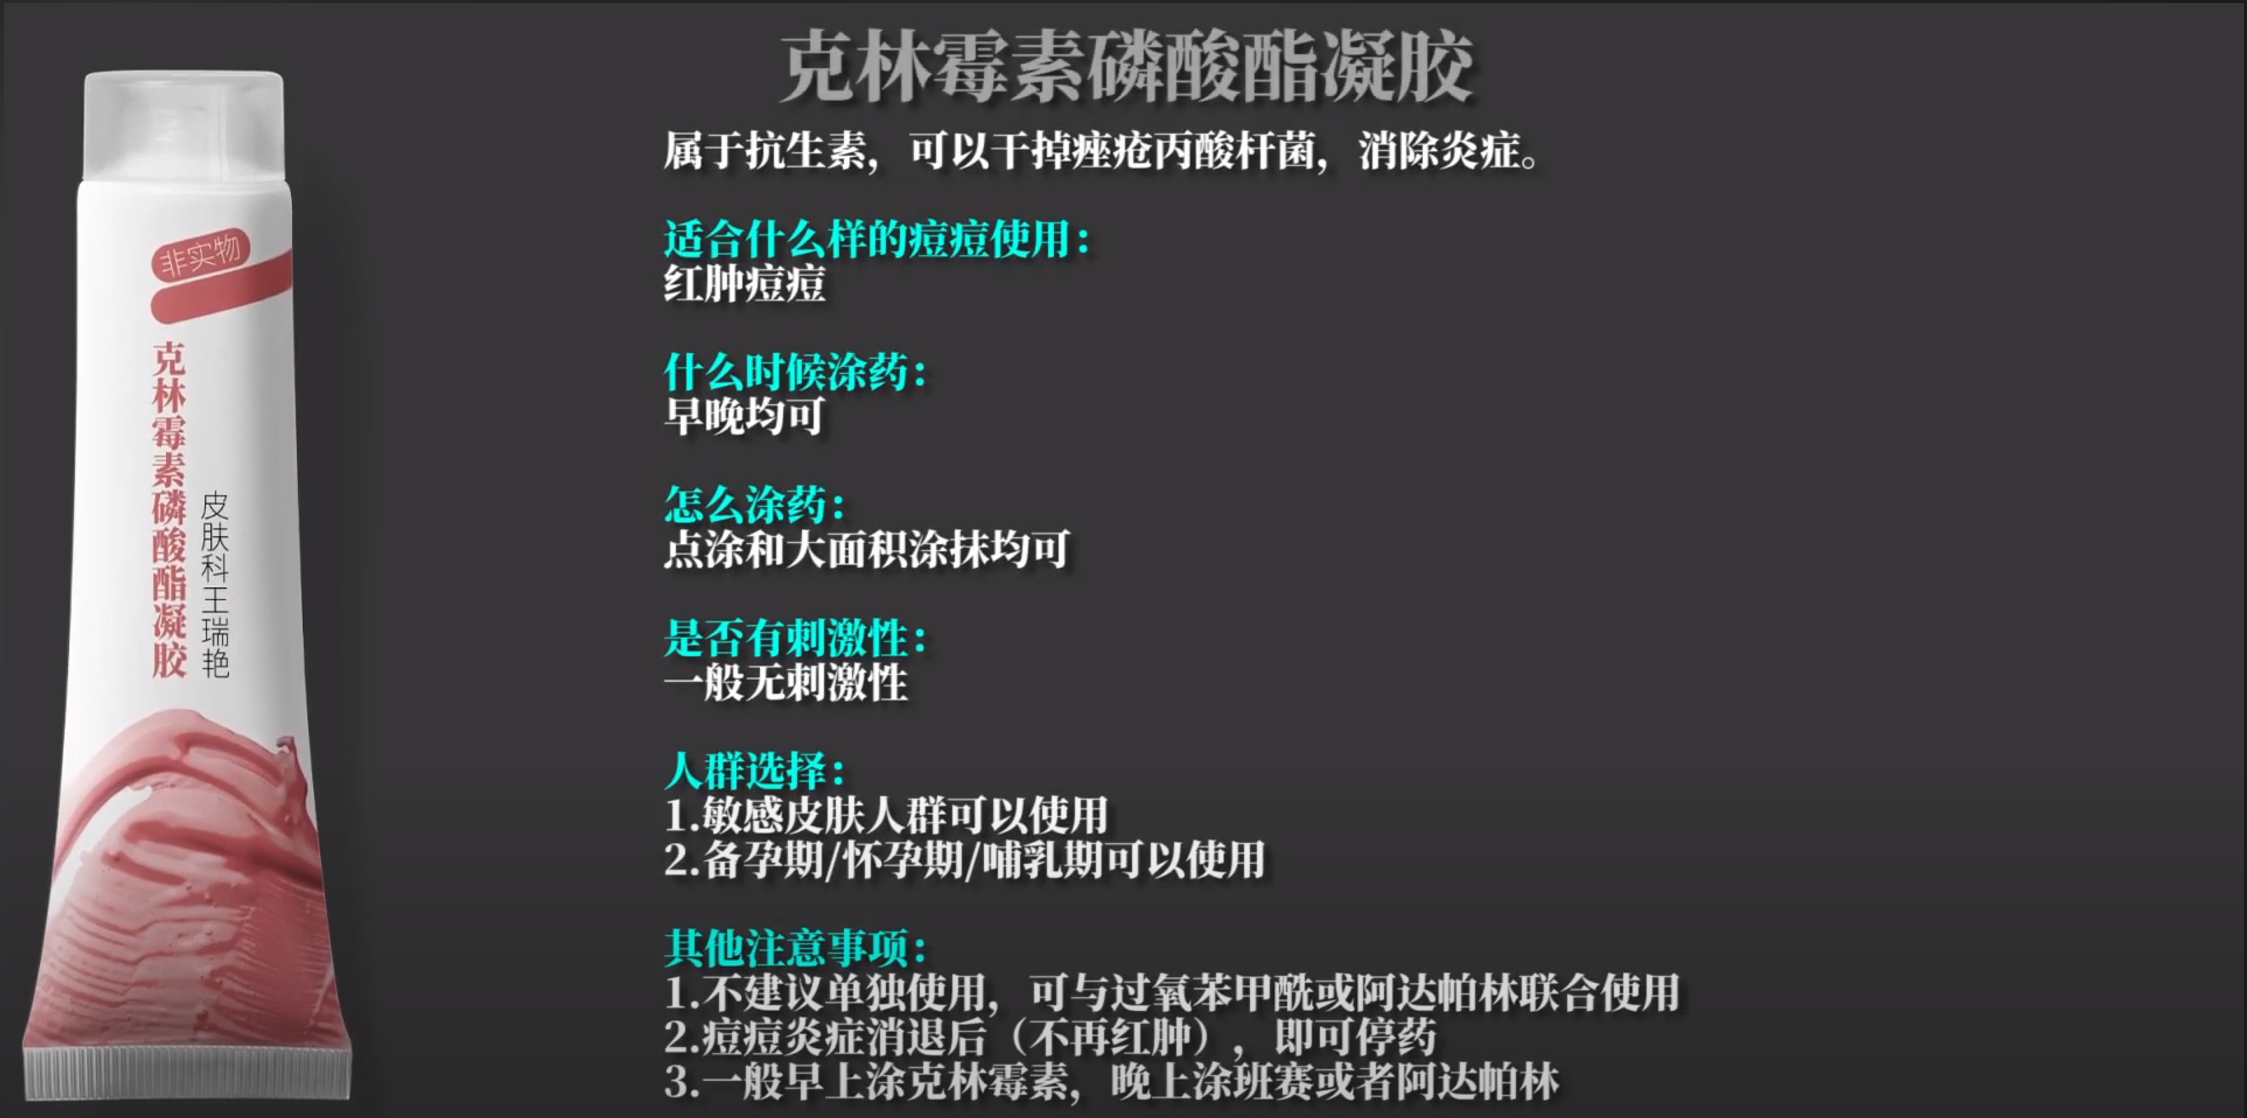 克林霉素磷酸酯凝胶
属于抗生素，可以干掉痤疮丙酸杆菌，消除炎症。
适合什么样的痘痘使用：
红肿痘痘
什么时候涂药：
早晚均可
怎么涂药：
点涂和大面积涂抹均可
是否有刺激性：
一般无刺激性
人群选择：
1.敏感皮肤人群可以使用
2.备孕期/怀孕期/哺乳期可以使用
其他注意事项：
1.不建议单独使用，可与过氧苯甲酰或阿达帕林联合使用
2.痘痘炎症消退后（不再红肿），即可停药
3.一般早上涂克林霉素，晚上涂班赛或者阿达帕林
非实物
克林霉素磷酸酯凝胶
皮肤科王瑞艳